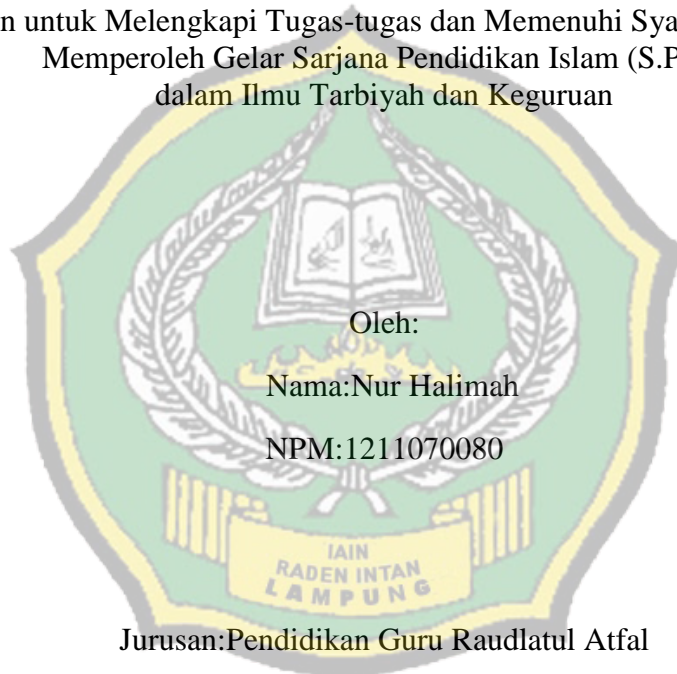 n untuk Melengkapi Tugas-tugas dan Memenuhi Sya
Memperoleh Gelar Sarjana Pendidikan Islam (S.P
dalam Ilmu Tarbiyah dan Keguruan
Oleh:
Nama:Nur Halimah
NPM:1211070080
IAIN
RADEN INTAN
LAMPUNG
Jurusan:Pendidikan Guru Raudlatul Atfal